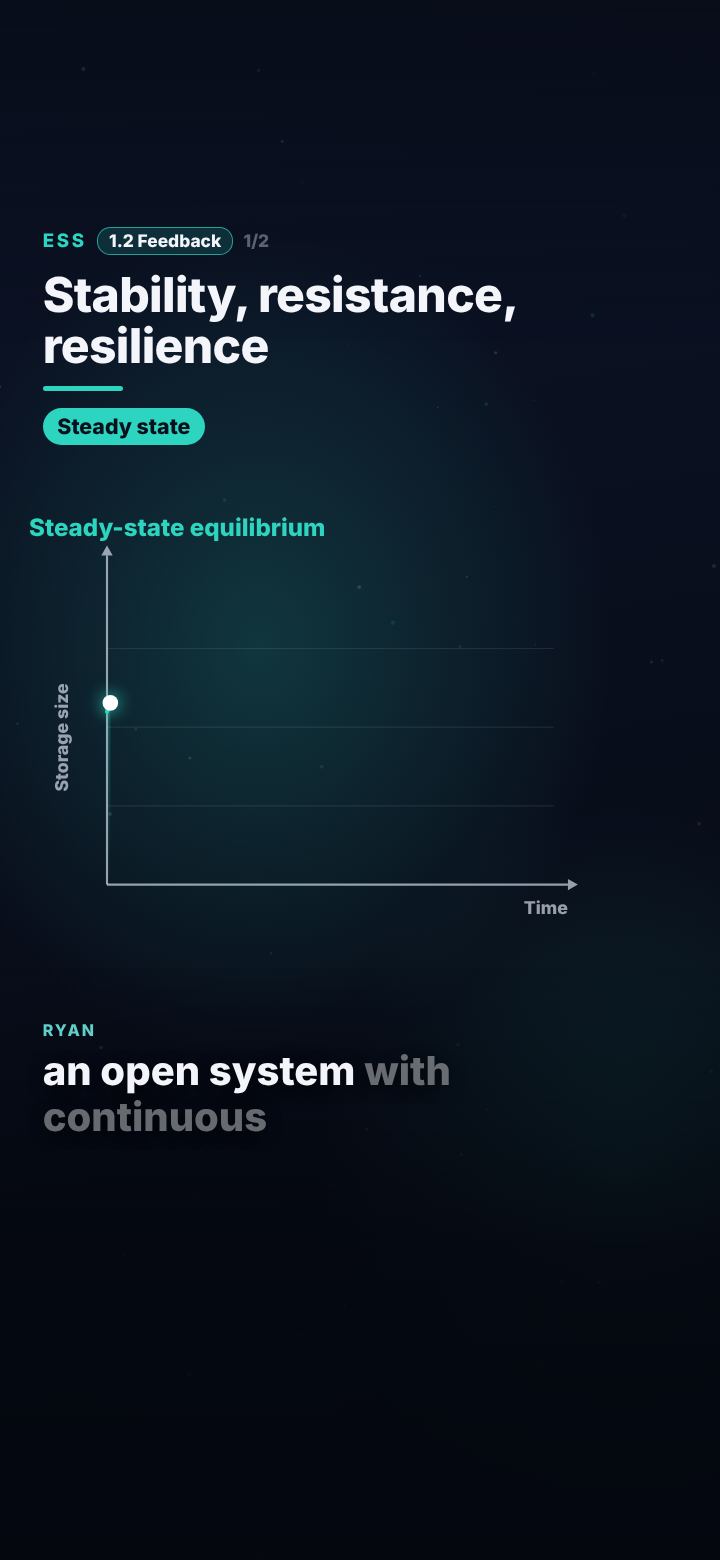 ESS 1.2 Feedback 1/2
Stability, resistance,
resilience
Steady state
Steady-state equilibrium
Storage size
Time
RYAN
an open system with
continuous